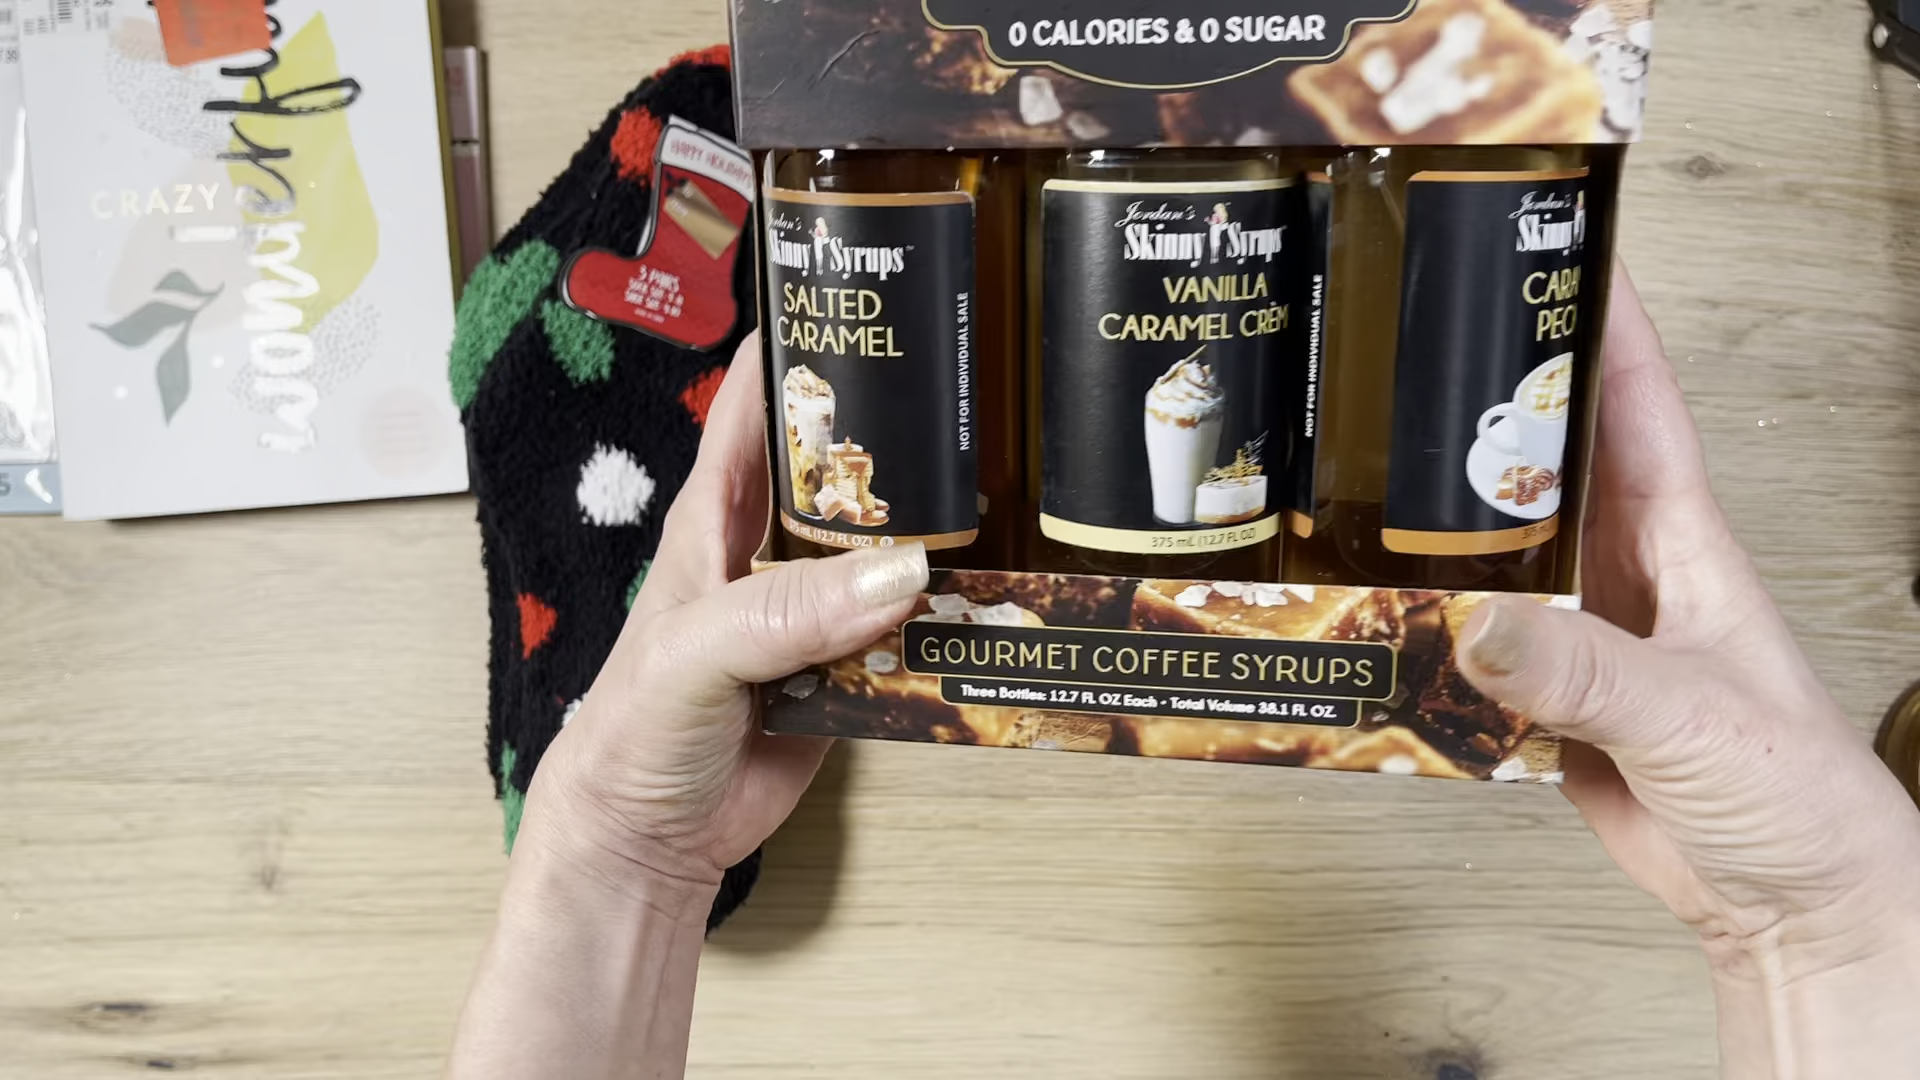 0 CALORIES & 0 SUGAR
Jordan's
Skinny Syrups
SALTED
CARAMEL
NOT FOR INDIVIDUAL SALE
375 mL (12.7 FL OZ)
Jordan's
Skinny Syrups
VANILLA
CARAMEL CRÈM
NOT FOR INDIVIDUAL SALE
375 mL (12.7 FL OZ)
Jordan's
Skinny
CARA
PEC
375 mL
GOURMET COFFEE SYRUPS
Three Bottles: 12.7 FL OZ Each - Total Volume 38.1 FL OZ.
HAPPY HOLIDAYS
3 PAIRS
CRAZY